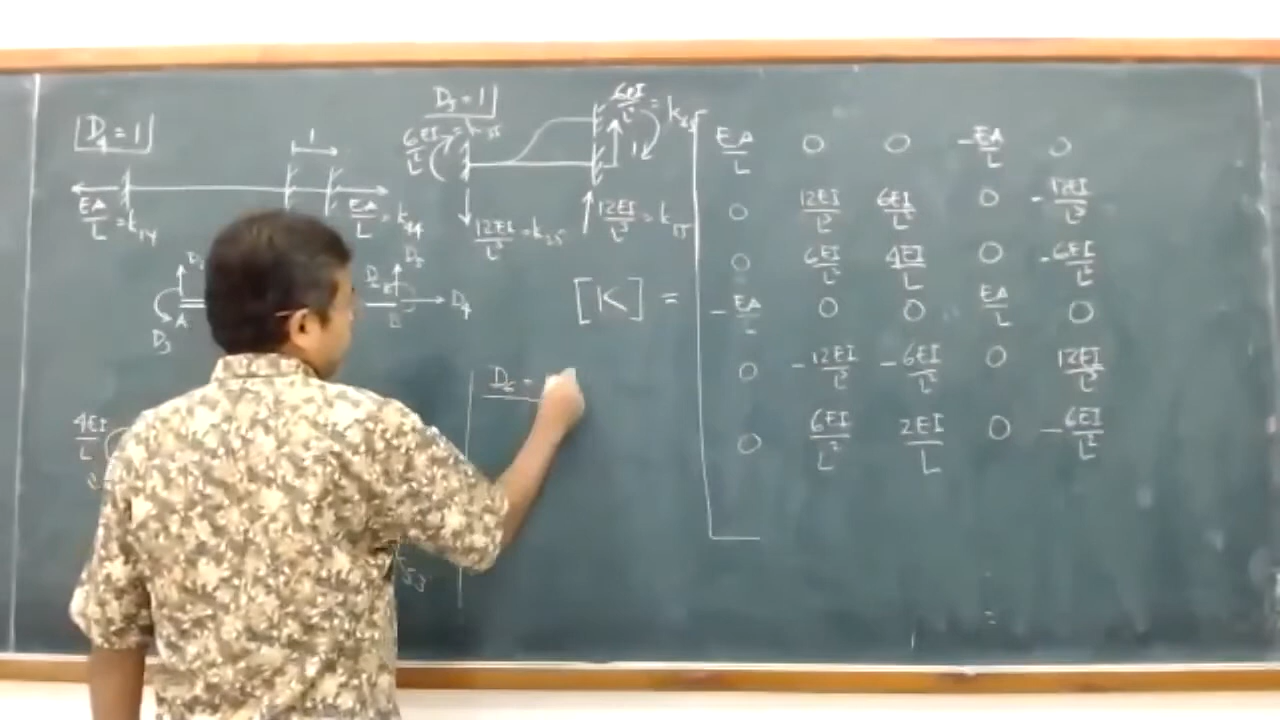 D₄ = 1
1
EA/L = k₁₄
EA/L = k₄₄
D₅ = 1
6EI/L²
6EI/L² =
1
12EI/L³ = k₂₅
12EI/L³ = k₅₅
D₃
A
D₅
D₄
B
4EI/L
53
D₆ =
[K] =
EA/L 0 0 -EA/L 0
0 12EI/L³ 6EI/L² 0 -12EI/L³
0 6EI/L² 4EI/L 0 -6EI/L²
-EA/L 0 0 EA/L 0
0 -12EI/L³ -6EI/L² 0 12EI/L³
0 6EI/L² 2EI/L 0 -6EI/L²